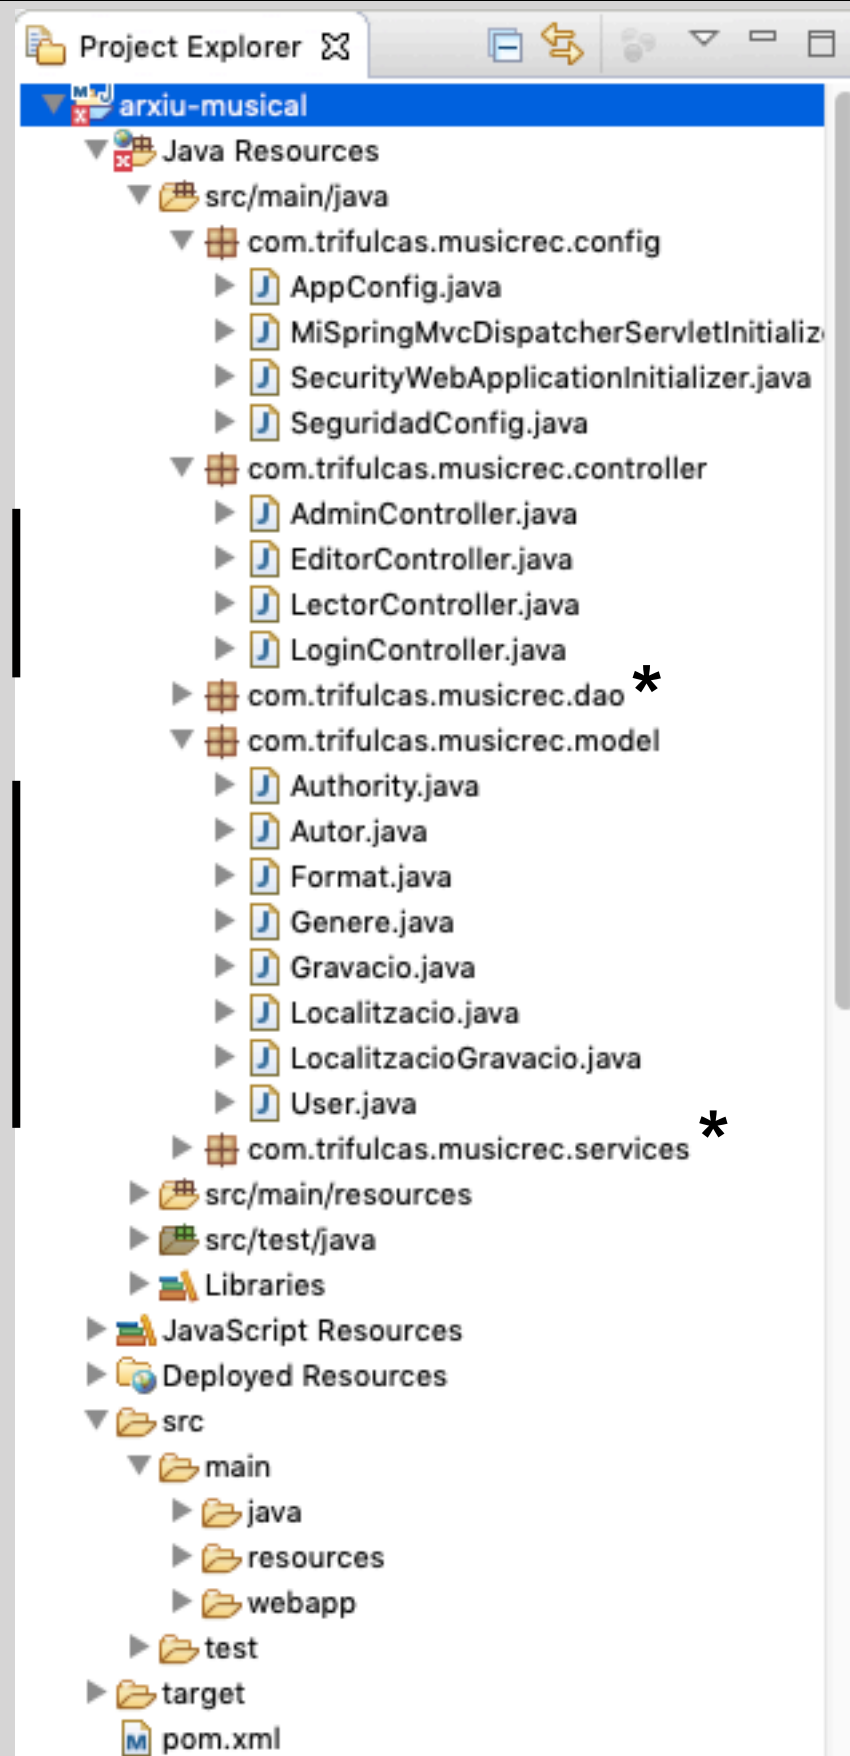 Project Explorer
arxiu-musical
Java Resources
src/main/java
com.trifulcas.musicrec.config
AppConfig.java
MiSpringMvcDispatcherServletInitializ
SecurityWebApplicationInitializer.java
SeguridadConfig.java
com.trifulcas.musicrec.controller
AdminController.java
EditorController.java
LectorController.java
LoginController.java
com.trifulcas.musicrec.dao *
com.trifulcas.musicrec.model
Authority.java
Autor.java
Format.java
Genere.java
Gravacio.java
Localitzacio.java
LocalitzacioGravacio.java
User.java
com.trifulcas.musicrec.services *
src/main/resources
src/test/java
Libraries
JavaScript Resources
Deployed Resources
src
main
java
resources
webapp
test
target
pom.xml